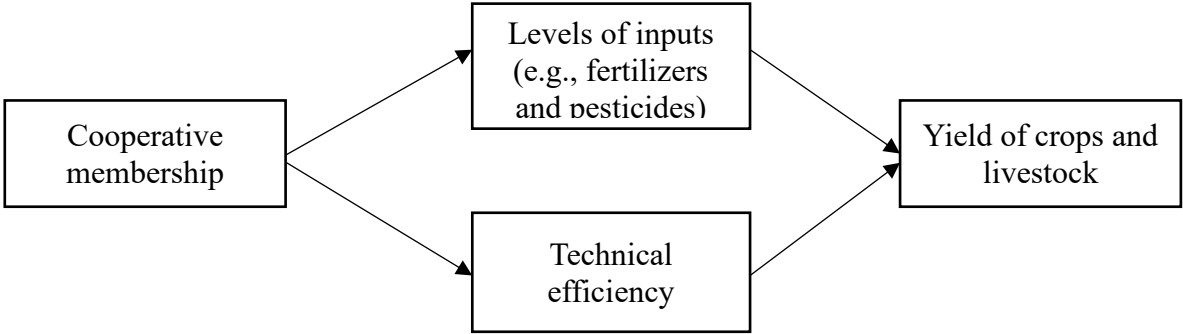 Levels of inputs
(e.g., fertilizers
and pesticides)
Cooperative
membership
Yield of crops and
livestock
Technical
efficiency